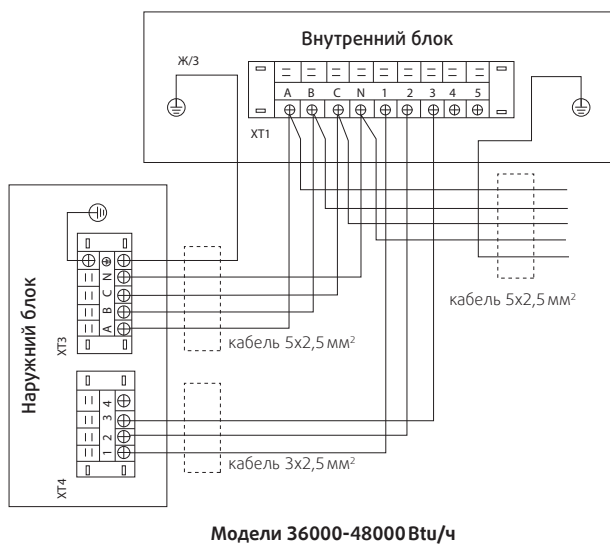 Внутренний блок
Ж/З
A B C N 1 2 3 4 5
XT1
кабель 5x2,5 мм²
Наружний блок
N C B A
XT3
кабель 5x2,5 мм²
4 3 2 1
XT4
кабель 3x2,5 мм²
Модели 36000-48000 Btu/ч